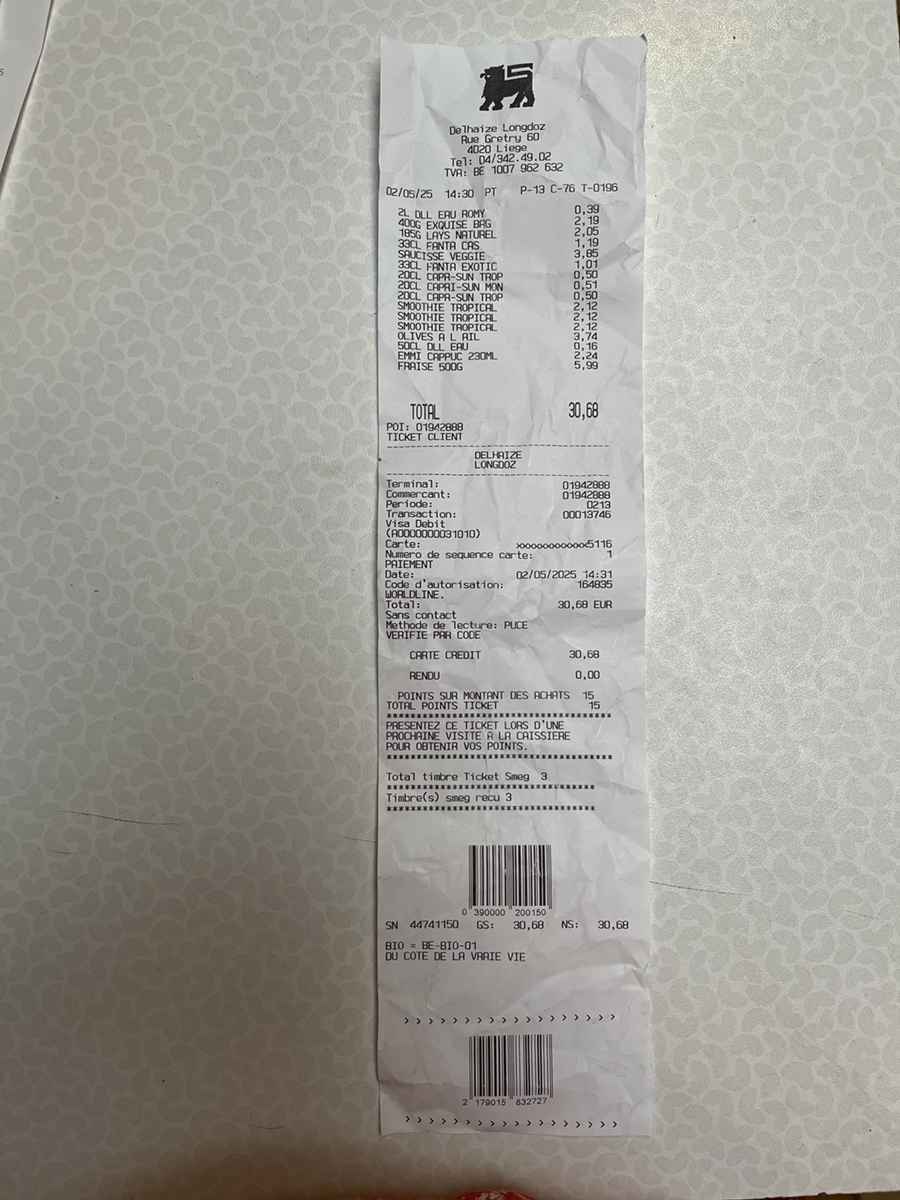 Delhaize Longdoz
Rue Gretry 60
4020 Liege
Tel: 04/342.49.02
TVA: BE 1007 962 632
02/05/25 14:30 PT P-13 C-76 T-0196
2L DLL EAU ROMY 0,39
400G EXQUISE BAG 2,19
185G LAYS NATUREL 2,05
33CL FANTA CAS 1,19
SAUCISSE VEGGIE 3,85
33CL FANTA EXOTIC 1,01
20CL CAPR-SUN TROP 0,50
20CL CAPRI-SUN MON 0,51
20CL CAPR-SUN TROP 0,50
SMOOTHIE TROPICAL 2,12
SMOOTHIE TROPICAL 2,12
SMOOTHIE TROPICAL 2,12
OLIVES A L AIL 3,74
50CL DLL EAU 0,16
EMMI CAPPUC 230ML 2,24
FRAISE 500G 5,99
TOTAL 30,68
POI: 01942888
TICKET CLIENT
DELHAIZE
LONGDOZ
Terminal: 01942888
Commercant: 01942888
Periode: 0213
Transaction: 00013746
Visa Debit
(A0000000031010)
Carte: xxxxxxxxxxxx5116
Numero de sequence carte: 1
PAIEMENT
Date: 02/05/2025 14:31
Code d'autorisation: 164835
WORLDLINE.
Total: 30,68 EUR
Sans contact
Methode de lecture: PUCE
VERIFIE PAR CODE
CARTE CREDIT 30,68
RENDU 0,00
POINTS SUR MONTANT DES ACHATS 15
TOTAL POINTS TICKET 15
****************************************
PRESENTEZ CE TICKET LORS D'UNE
PROCHAINE VISITE A LA CAISSIERE
POUR OBTENIR VOS POINTS.
****************************************
Total timbre Ticket Smeg 3
*************************************
Timbre(s) smeg recu 3
*************************************
0 390000 200150
SN 44741150 GS: 30,68 NS: 30,68
BIO = BE-BIO-01
DU COTE DE LA VRAIE VIE
> > > > > > > > > > > > > > > > >
2 179015 832727
> > > > > > > > > > > > > > > > >